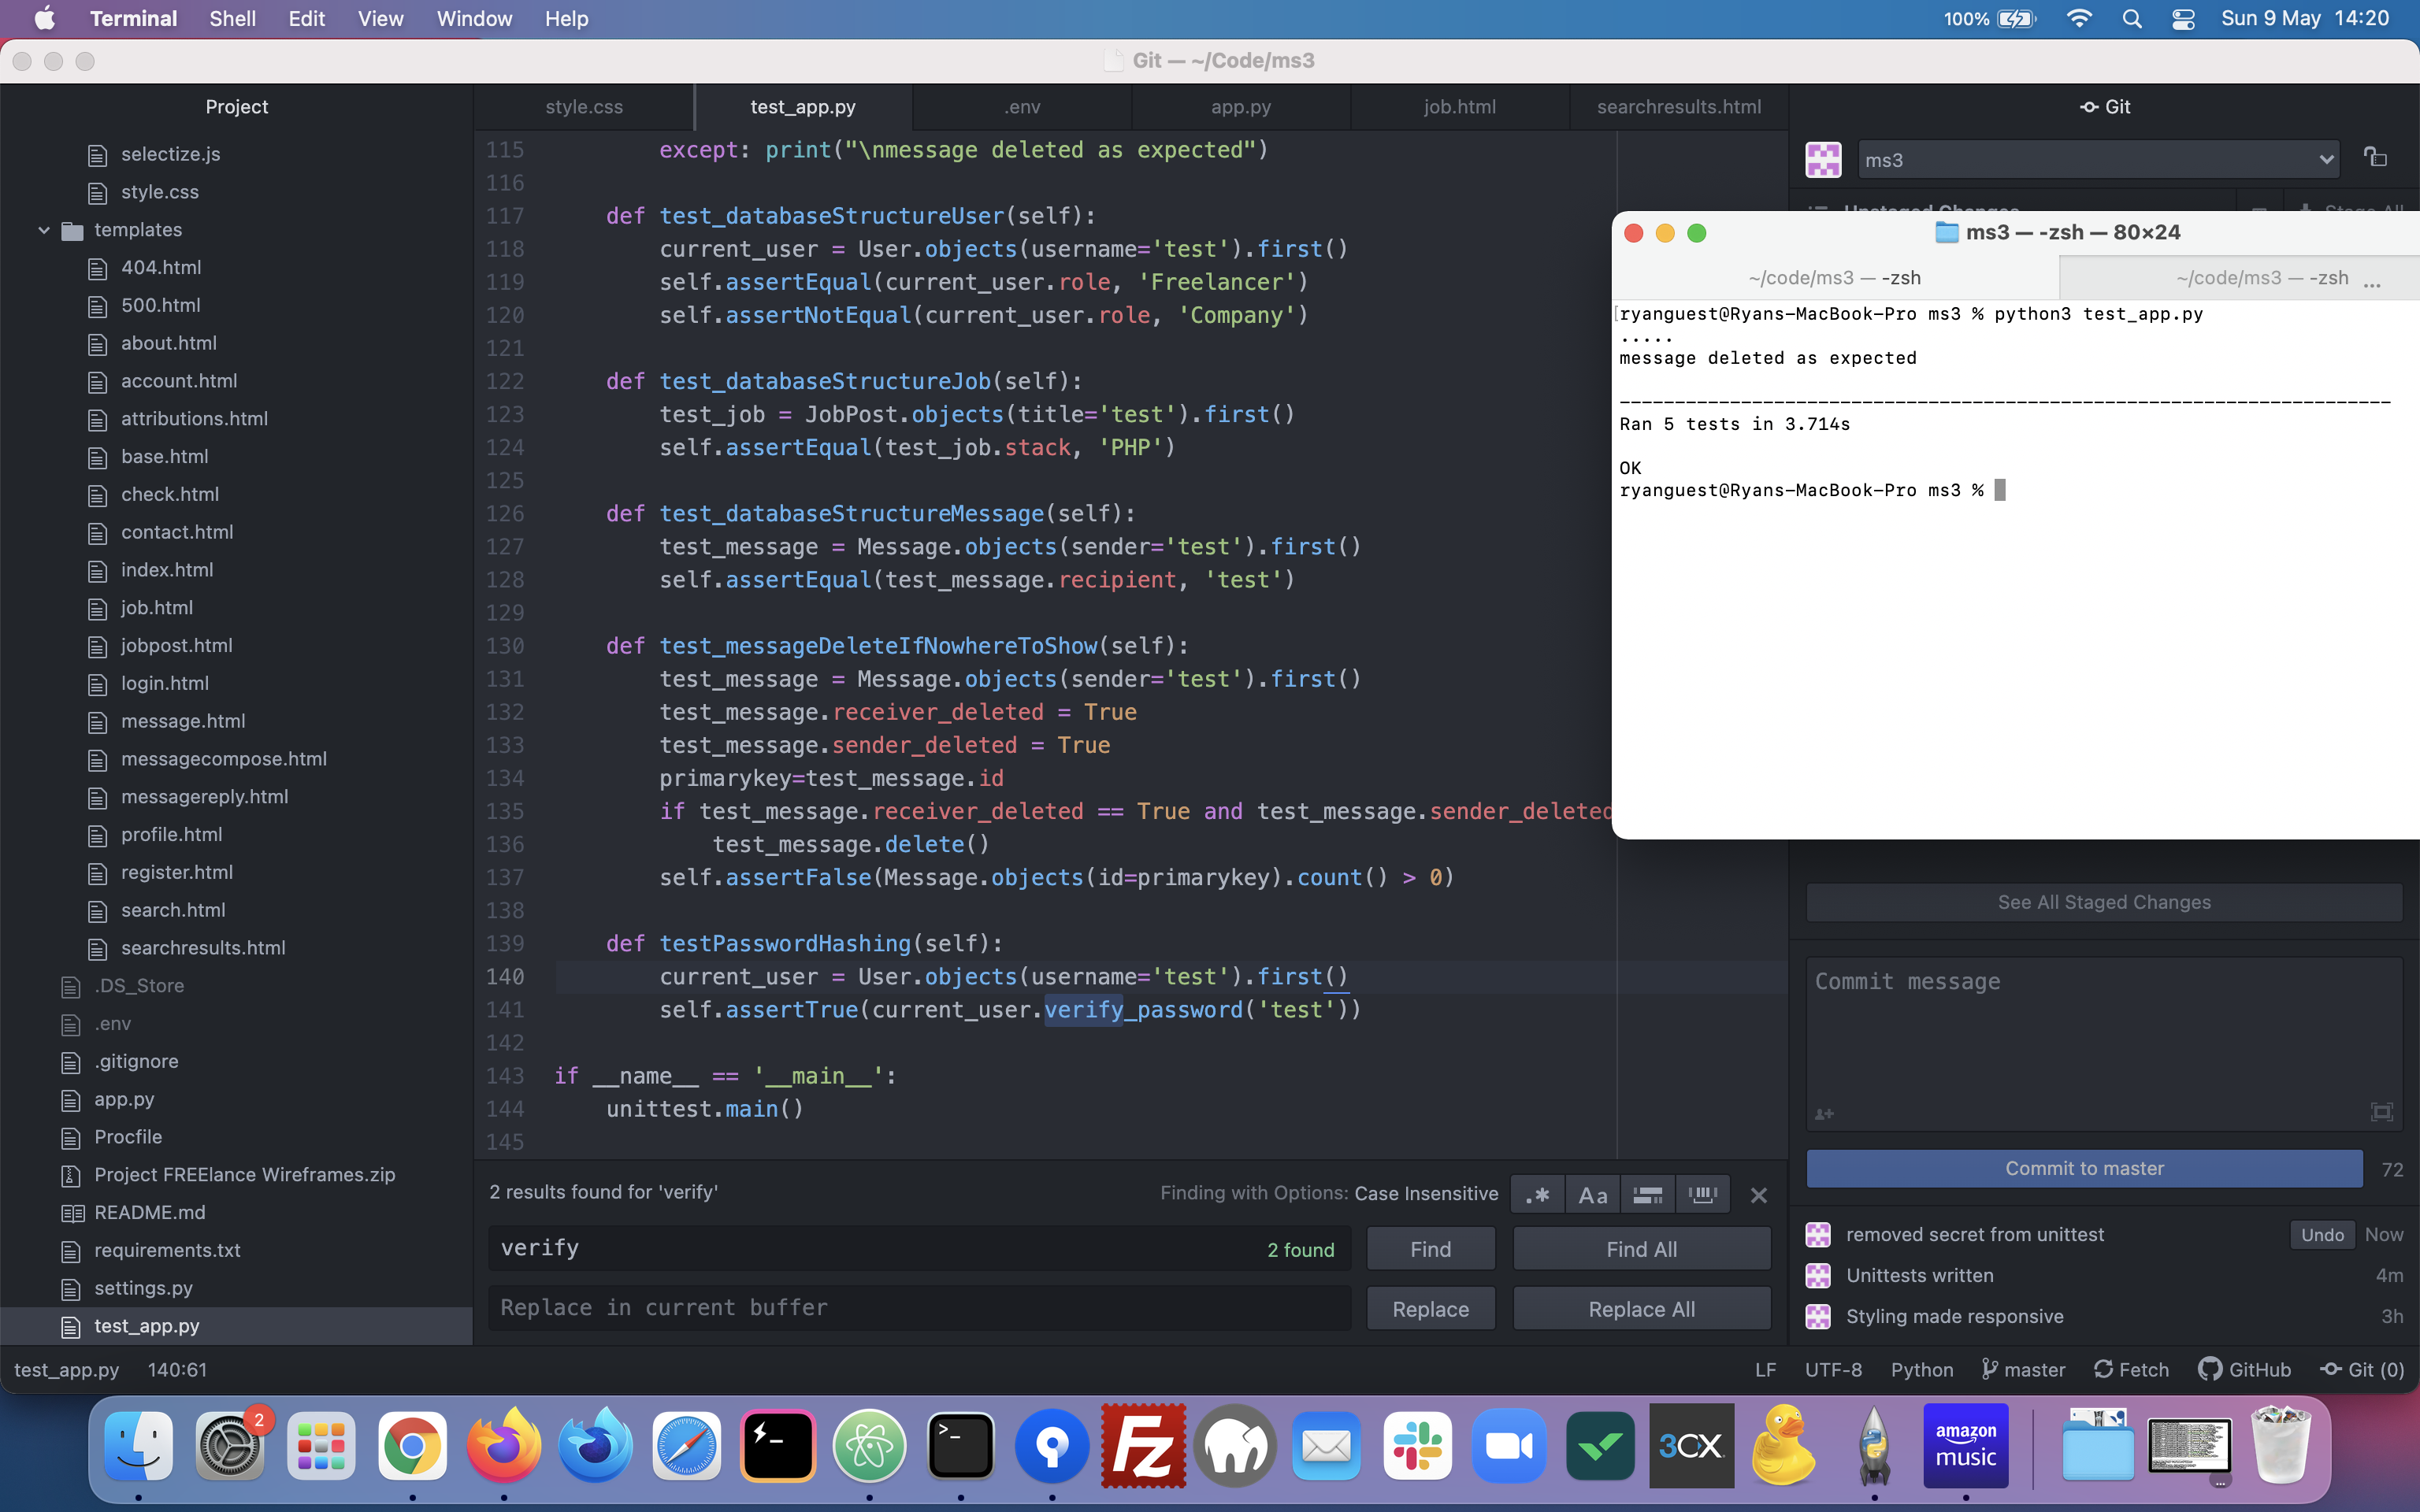 Terminal Shell Edit View Window Help 100% Sun 9 May 14:20
Git — ~/Code/ms3
Project
selectize.js
style.css
templates
404.html
500.html
about.html
account.html
attributions.html
base.html
check.html
contact.html
index.html
job.html
jobpost.html
login.html
message.html
messagecompose.html
messagereply.html
profile.html
register.html
search.html
searchresults.html
.DS_Store
.env
.gitignore
app.py
Procfile
Project FREElance Wireframes.zip
README.md
requirements.txt
settings.py
test_app.py
style.css test_app.py .env app.py job.html searchresults.html
115 except: print("\nmessage deleted as expected")
116
117 def test_databaseStructureUser(self):
118 current_user = User.objects(username='test').first()
119 self.assertEqual(current_user.role, 'Freelancer')
120 self.assertNotEqual(current_user.role, 'Company')
121
122 def test_databaseStructureJob(self):
123 test_job = JobPost.objects(title='test').first()
124 self.assertEqual(test_job.stack, 'PHP')
125
126 def test_databaseStructureMessage(self):
127 test_message = Message.objects(sender='test').first()
128 self.assertEqual(test_message.recipient, 'test')
129
130 def test_messageDeleteIfNowhereToShow(self):
131 test_message = Message.objects(sender='test').first()
132 test_message.receiver_deleted = True
133 test_message.sender_deleted = True
134 primarykey=test_message.id
135 if test_message.receiver_deleted == True and test_message.sender_deleted
136 test_message.delete()
137 self.assertFalse(Message.objects(id=primarykey).count() > 0)
138
139 def testPasswordHashing(self):
140 current_user = User.objects(username='test').first()
141 self.assertTrue(current_user.verify_password('test'))
142
143 if __name__ == '__main__':
144 unittest.main()
145
2 results found for 'verify' Finding with Options: Case Insensitive .* Aa
verify 2 found Find Find All
Replace in current buffer Replace Replace All
Git
ms3
Unstaged Changes Stage All
ms3 — -zsh — 80×24
~/code/ms3 — -zsh ~/code/ms3 — -zsh ...
ryanguest@Ryans-MacBook-Pro ms3 % python3 test_app.py
.....
message deleted as expected
----------------------------------------------------------------------
Ran 5 tests in 3.714s
OK
ryanguest@Ryans-MacBook-Pro ms3 %
See All Staged Changes
Commit message
Commit to master 72
removed secret from unittest Undo Now
Unittests written 4m
Styling made responsive 3h
test_app.py 140:61 LF UTF-8 Python master Fetch GitHub Git (0)
2
Fz
3CX
amazon
music